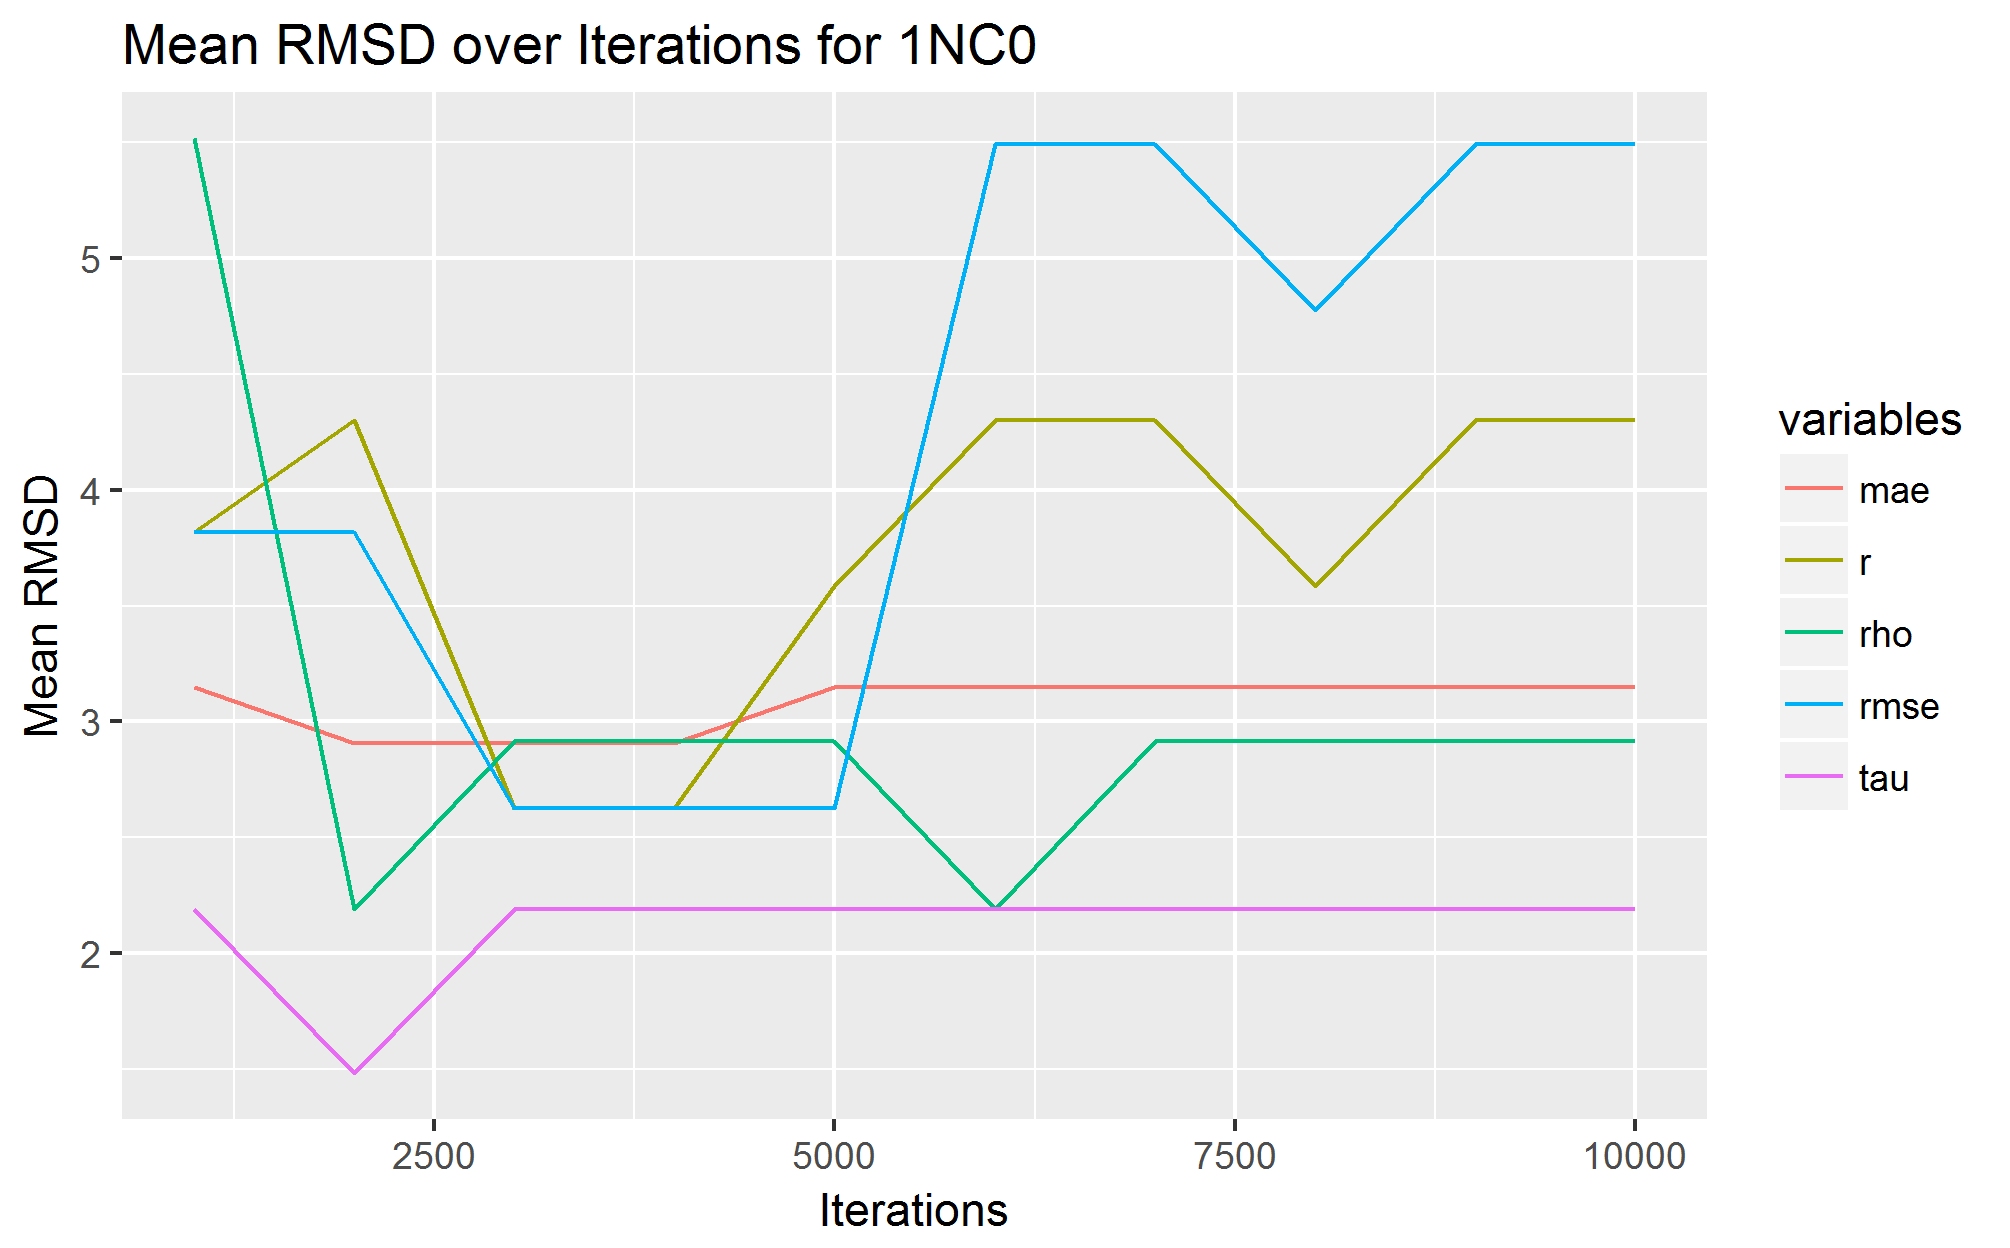 Mean RMSD over Iterations for 1NC0
Mean RMSD
5
4
3
2
2500 5000 7500 10000
Iterations
variables
mae
r
rho
rmse
tau